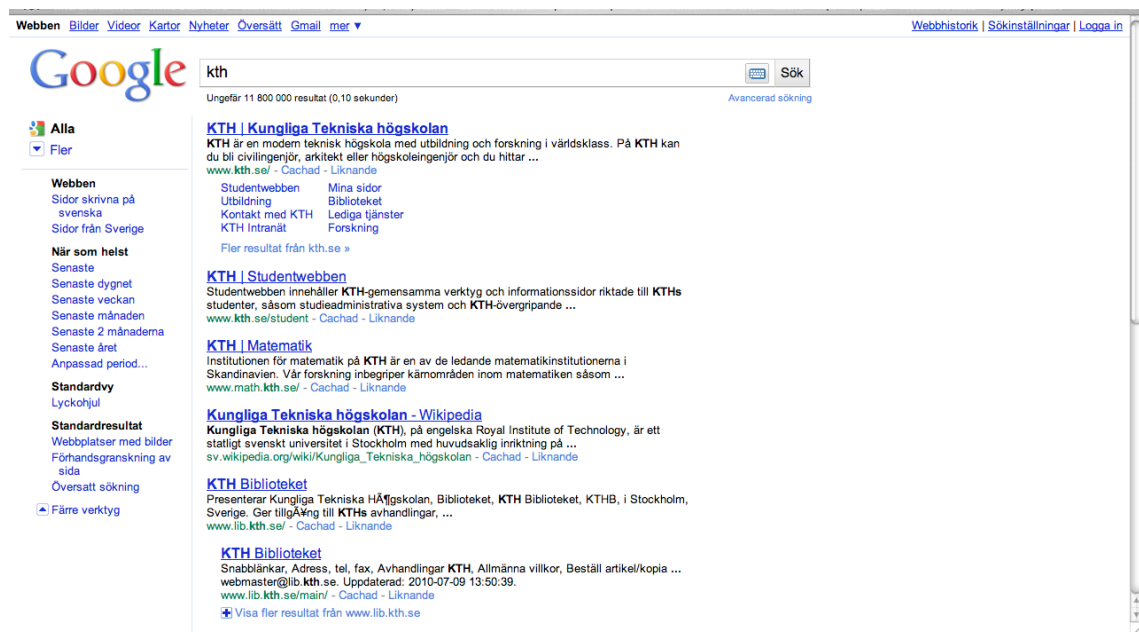 Webben Bilder Videor Kartor Nyheter Översätt Gmail mer ▼
Webbhistorik | Sökinställningar | Logga in
Google
kth
Sök
Ungefär 11 800 000 resultat (0,10 sekunder)
Avancerad sökning
Alla
Fler
Webben
Sidor skrivna på
svenska
Sidor från Sverige
När som helst
Senaste
Senaste dygnet
Senaste veckan
Senaste månaden
Senaste 2 månaderna
Senaste året
Anpassad period...
Standardvy
Lyckohjul
Standardresultat
Webbplatser med bilder
Förhandsgranskning av
sida
Översatt sökning
Färre verktyg
KTH | Kungliga Tekniska högskolan
KTH är en modern teknisk högskola med utbildning och forskning i världsklass. På KTH kan
du bli civilingenjör, arkitekt eller högskoleingenjör och du hittar ...
www.kth.se/ - Cachad - Liknande
Studentwebben Mina sidor
Utbildning Biblioteket
Kontakt med KTH Lediga tjänster
KTH Intranät Forskning
Fler resultat från kth.se »
KTH | Studentwebben
Studentwebben innehåller KTH-gemensamma verktyg och informationssidor riktade till KTHs
studenter, såsom studieadministrativa system och KTH-övergripande ...
www.kth.se/student - Cachad - Liknande
KTH | Matematik
Institutionen för matematik på KTH är en av de ledande matematikinstitutionerna i
Skandinavien. Vår forskning inbegriper kärnområden inom matematiken såsom ...
www.math.kth.se/ - Cachad - Liknande
Kungliga Tekniska högskolan - Wikipedia
Kungliga Tekniska högskolan (KTH), på engelska Royal Institute of Technology, är ett
statligt svenskt universitet i Stockholm med huvudsaklig inriktning på ...
sv.wikipedia.org/wiki/Kungliga_Tekniska_högskolan - Cachad - Liknande
KTH Biblioteket
Presenterar Kungliga Tekniska HÃ¶gskolan, Biblioteket, KTH Biblioteket, KTHB, i Stockholm,
Sverige. Ger tillgÃ¥ng till KTHs avhandlingar, ...
www.lib.kth.se/ - Cachad - Liknande
KTH Biblioteket
Snabblänkar, Adress, tel, fax, Avhandlingar KTH, Allmänna villkor, Beställ artikel/kopia ...
webmaster@lib.kth.se. Uppdaterad: 2010-07-09 13:50:39.
www.lib.kth.se/main/ - Cachad - Liknande
Visa fler resultat från www.lib.kth.se